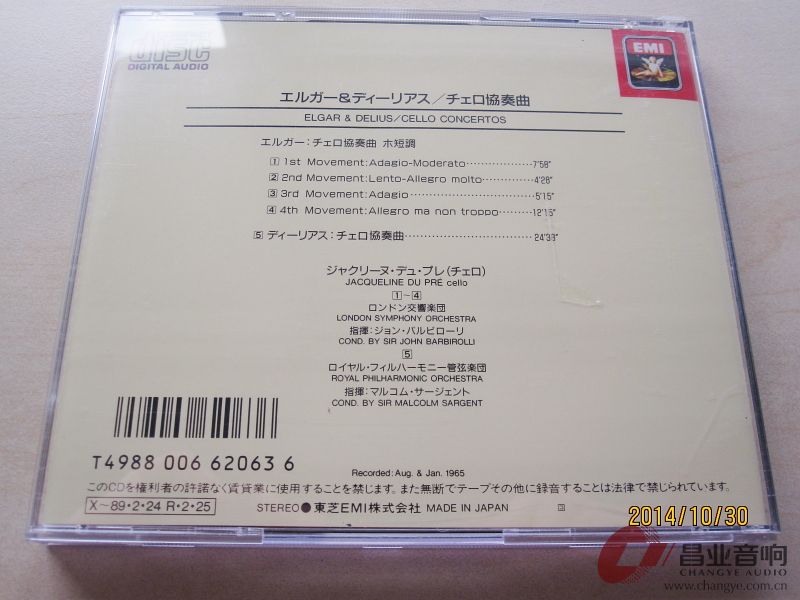 disc
DIGITAL AUDIO
EMI
エルガー&ディーリアス／チェロ協奏曲
ELGAR & DELIUS／CELLO CONCERTOS
エルガー：チェロ協奏曲 ホ短調
1 1st Movement:Adagio-Moderato………………7'58"
2 2nd Movement:Lento-Allegro molto……………4'28"
3 3rd Movement:Adagio………………………………5'15"
4 4th Movement:Allegro ma non troppo………12'15"
5 ディーリアス：チェロ協奏曲……………………………24'38"
ジャクリーヌ・デュ・プレ（チェロ）
JACQUELINE DU PRÉ cello
1～4
ロンドン交響楽団
LONDON SYMPHONY ORCHESTRA
指揮：ジョン・バルビローリ
COND. BY SIR JOHN BARBIROLLI
5
ロイヤル・フィルハーモニー管弦楽団
ROYAL PHILHARMONIC ORCHESTRA
指揮：マルコム・サージェント
COND. BY SIR MALCOLM SARGENT
T4988 006 62063 6
Recorded: Aug. & Jan. 1965
このCDを権利者の許諾なく賃貸業に使用することを禁じます。また無断でテープその他に録音することは法律で禁じられています。
X～89・2・24 R・2・25
STEREO ● 東芝EMI株式会社 MADE IN JAPAN
2014/10/30
昌业音响
CHANGYE AUDIO
www.changye.com.cn